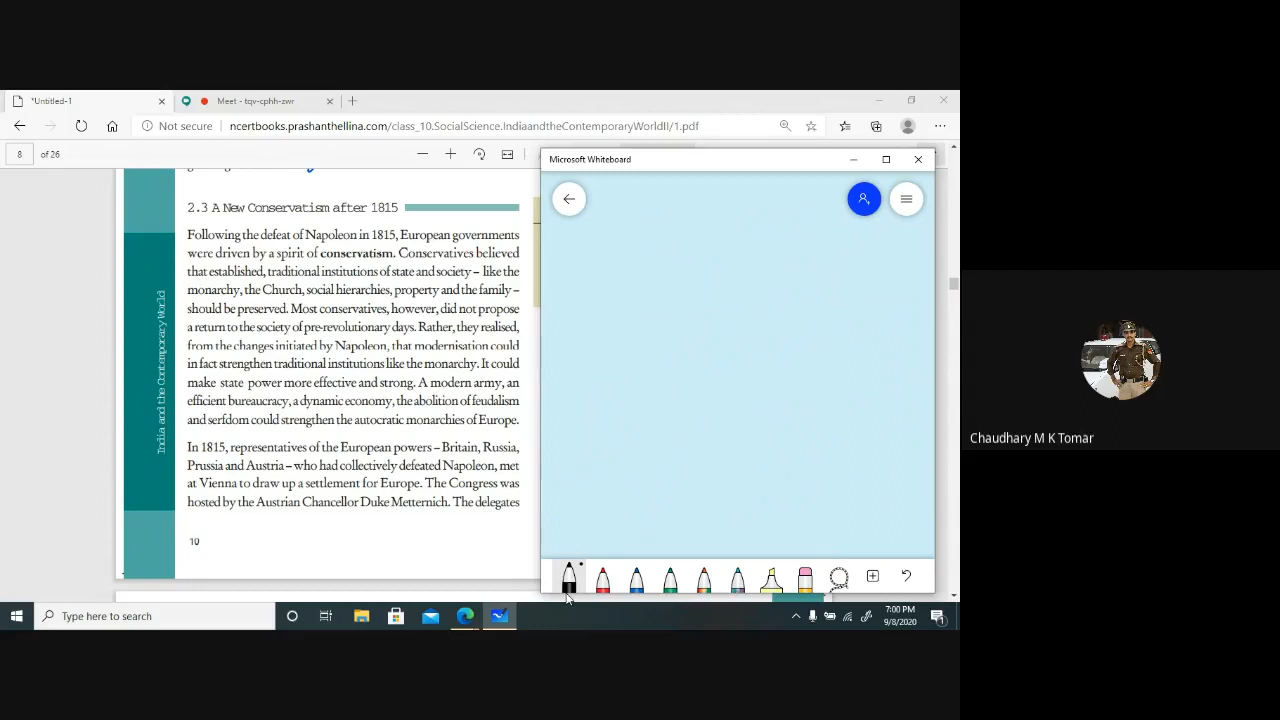 *Untitled-1
Meet - tqv-cphh-zwr
Not secure
ncertbooks.prashanthellina.com/class_10.SocialScience.IndiaandtheContemporaryWorldII/1.pdf
8 of 26
Microsoft Whiteboard
2.3 A New Conservatism after 1815
Following the defeat of Napoleon in 1815, European governments
were driven by a spirit of conservatism. Conservatives believed
that established, traditional institutions of state and society – like the
monarchy, the Church, social hierarchies, property and the family –
should be preserved. Most conservatives, however, did not propose
a return to the society of pre-revolutionary days. Rather, they realised,
from the changes initiated by Napoleon, that modernisation could
in fact strengthen traditional institutions like the monarchy. It could
make state power more effective and strong. A modern army, an
efficient bureaucracy, a dynamic economy, the abolition of feudalism
and serfdom could strengthen the autocratic monarchies of Europe.
In 1815, representatives of the European powers – Britain, Russia,
Prussia and Austria – who had collectively defeated Napoleon, met
at Vienna to draw up a settlement for Europe. The Congress was
hosted by the Austrian Chancellor Duke Metternich. The delegates
10
India and the Contemporary World
Chaudhary M K Tomar
Type here to search
7:00 PM
9/8/2020
1